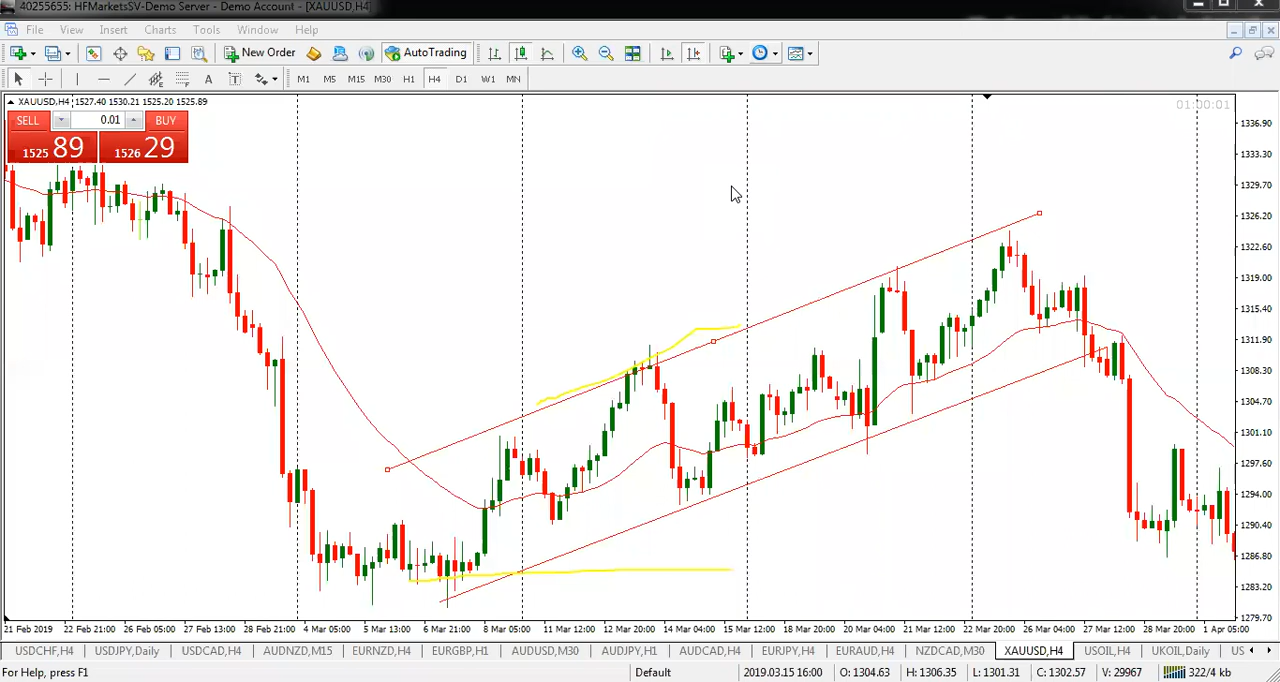 40255655: HFMarketsSV-Demo Server - Demo Account - [XAUUSD,H4]
File View Insert Charts Tools Window Help
New Order AutoTrading
A T M1 M5 M15 M30 H1 H4 D1 W1 MN
XAUUSD,H4 1527.40 1530.21 1525.20 1525.89
01:00:01
SELL 0.01 BUY
1525 89 1526 29
1336.90
1333.30
1329.70
1326.20
1322.60
1319.00
1315.40
1311.90
1308.30
1304.70
1301.10
1297.60
1294.00
1290.40
1286.80
1283.20
1279.70
21 Feb 2019 22 Feb 21:00 26 Feb 05:00 27 Feb 13:00 28 Feb 21:00 4 Mar 05:00 5 Mar 13:00 6 Mar 21:00 8 Mar 05:00 11 Mar 12:00 12 Mar 20:00 14 Mar 04:00 15 Mar 12:00 18 Mar 20:00 20 Mar 04:00 21 Mar 12:00 22 Mar 20:00 26 Mar 04:00 27 Mar 12:00 28 Mar 20:00 1 Apr 05:00
USDCHF,H4 USDJPY,Daily USDCAD,H4 AUDNZD,M15 EURNZD,H4 EURGBP,H1 AUDUSD,M30 AUDJPY,H1 AUDCAD,H4 EURJPY,H4 EURAUD,H4 NZDCAD,M30 XAUUSD,H4 USOIL,H4 UKOIL,Daily US
For Help, press F1 Default 2019.03.15 16:00 O: 1304.63 H: 1306.35 L: 1301.31 C: 1302.57 V: 29967 322/4 kb